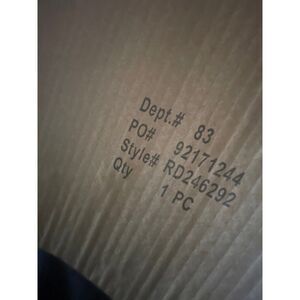 Dept.# 83
PO# 92171244
Style# RD246292
Qty 1 PC